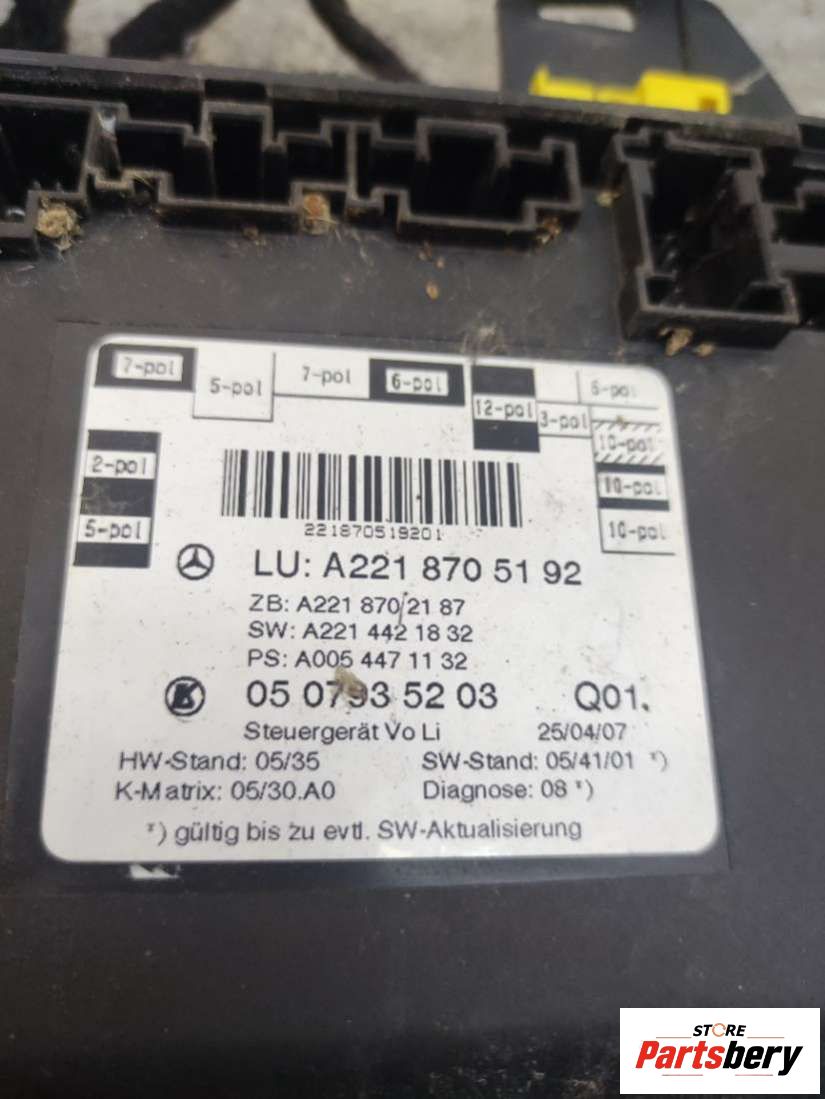 7-pol
5-pol
7-pol
6-pol
12-pol
3-pol
6-pol
10-pol
10-pol
10-pol
2-pol
5-pol
221870519201
LU: A221 870 51 92
ZB: A221 870 21 87
SW: A221 442 18 32
PS: A005 447 11 32
05 0793 52 03 Q01.
Steuergerät Vo Li 25/04/07
HW-Stand: 05/35 SW-Stand: 05/41/01 *)
K-Matrix: 05/30.A0 Diagnose: 08 *)
*) gültig bis zu evtl. SW-Aktualisierung
STORE
Partsbery